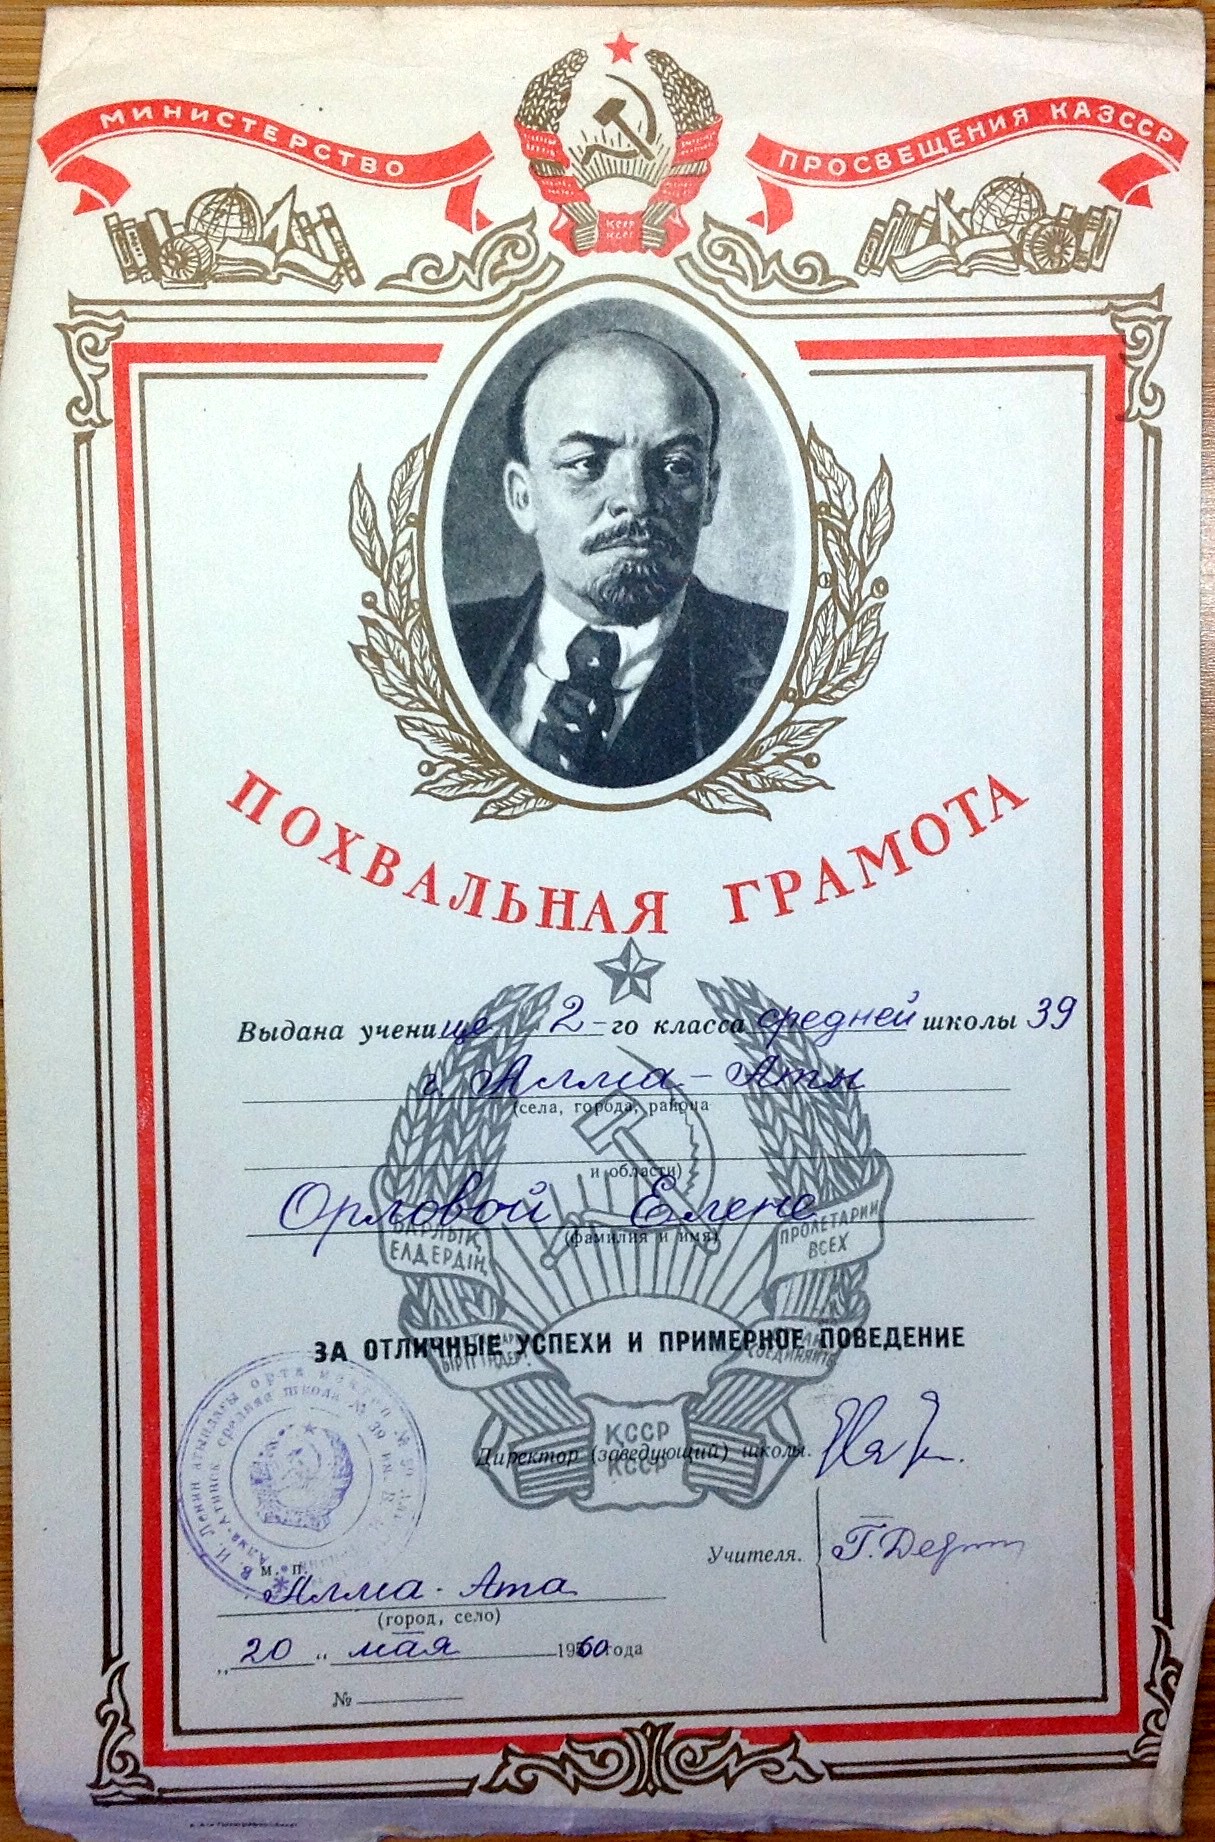 МИНИСТЕРСТВО ПРОСВЕЩЕНИЯ КАЗССР
ПОХВАЛЬНАЯ ГРАМОТА
Выдана ученице 2-го класса средней школы 39
г. Алма-Аты
(села, города, района
и области)
Орловой Елене
(фамилия и имя)
ЕЛДЕРДІҢ
ПРОЛЕТАРИИ
ВСЕХ
ЗА ОТЛИЧНЫЕ УСПЕХИ И ПРИМЕРНОЕ ПОВЕДЕНИЕ
ҚССР
КССР
Директор (заведующий) школы.
Учителя.
м. п.
Алма-Ата
(город, село)
„20" мая 1960 года
№